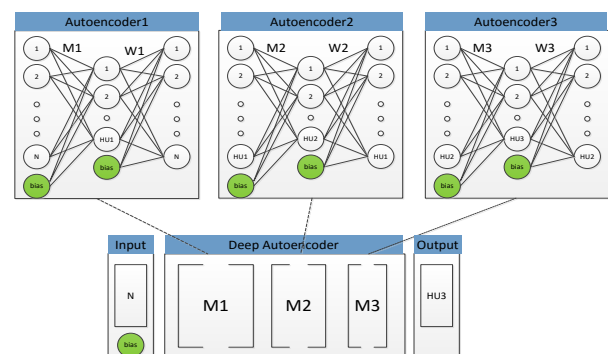 Autoencoder1
M1 W1
1 1
1
2 2
2
HU1
N N
bias
bias
Autoencoder2
M2 W2
1 1
1
2 2
2
HU2
HU1 HU1
bias
bias
Autoencoder3
M3 W3
1 1
1
2 2
2
HU3
HU2 HU2
bias
bias
Input Deep Autoencoder Output
N M1 M2 M3 HU3
bias